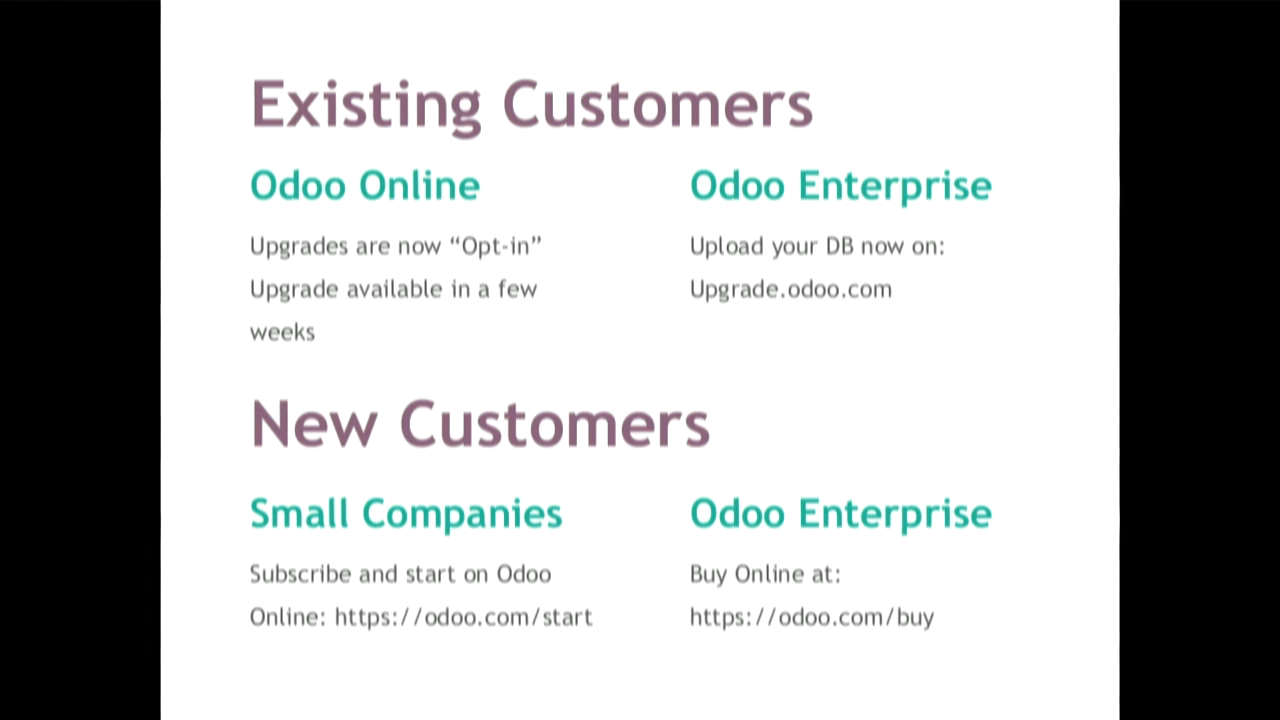 Existing Customers
Odoo Online
Upgrades are now “Opt-in”
Upgrade available in a few
weeks
Odoo Enterprise
Upload your DB now on:
Upgrade.odoo.com
New Customers
Small Companies
Subscribe and start on Odoo
Online: https://odoo.com/start
Odoo Enterprise
Buy Online at:
https://odoo.com/buy